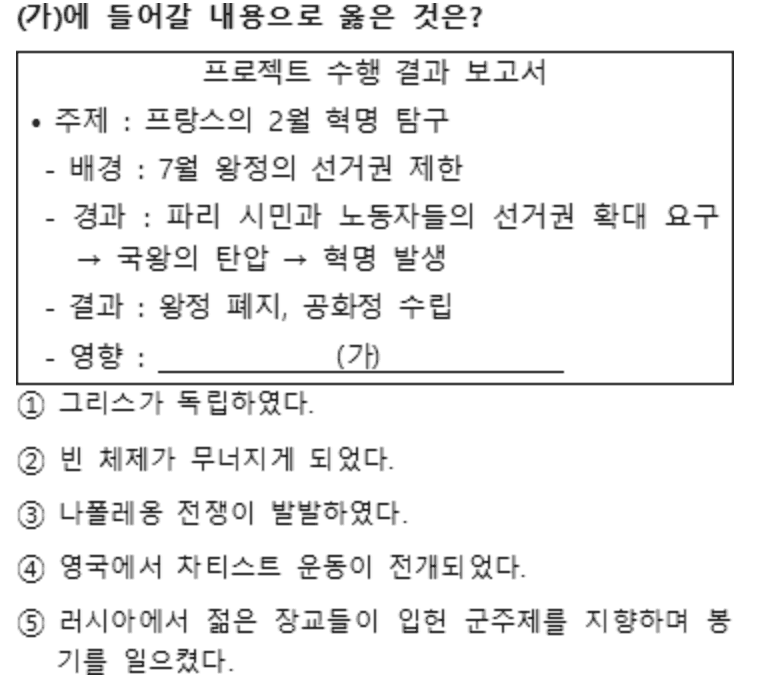 (가)에 들어갈 내용으로 옳은 것은?
프로젝트 수행 결과 보고서
• 주제 : 프랑스의 2월 혁명 탐구
- 배경 : 7월 왕정의 선거권 제한
- 경과 : 파리 시민과 노동자들의 선거권 확대 요구
→ 국왕의 탄압 → 혁명 발생
- 결과 : 왕정 폐지, 공화정 수립
- 영향 : (가)
① 그리스가 독립하였다.
② 빈 체제가 무너지게 되었다.
③ 나폴레옹 전쟁이 발발하였다.
④ 영국에서 차티스트 운동이 전개되었다.
⑤ 러시아에서 젊은 장교들이 입헌 군주제를 지향하며 봉
기를 일으켰다.